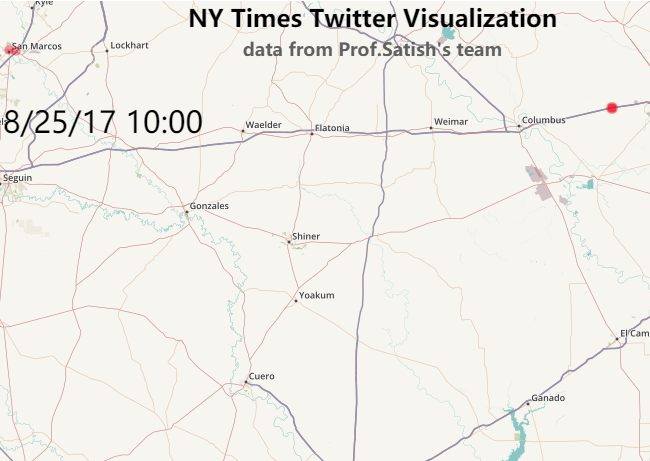 Kyle
NY Times Twitter Visualization
San Marcos
Lockhart
data from Prof.Satish's team
8/25/17 10:00
Waelder
Flatonia
Weimar
Columbus
Seguin
Gonzales
Shiner
Yoakum
El Cam
Cuero
Ganado